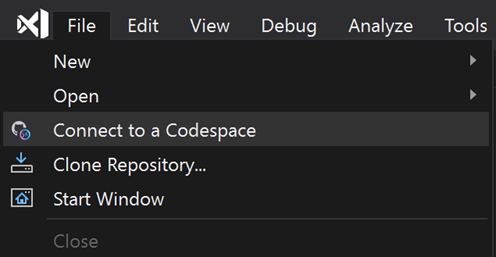 File Edit View Debug Analyze Tools
New
Open
Connect to a Codespace
Clone Repository...
Start Window
Close